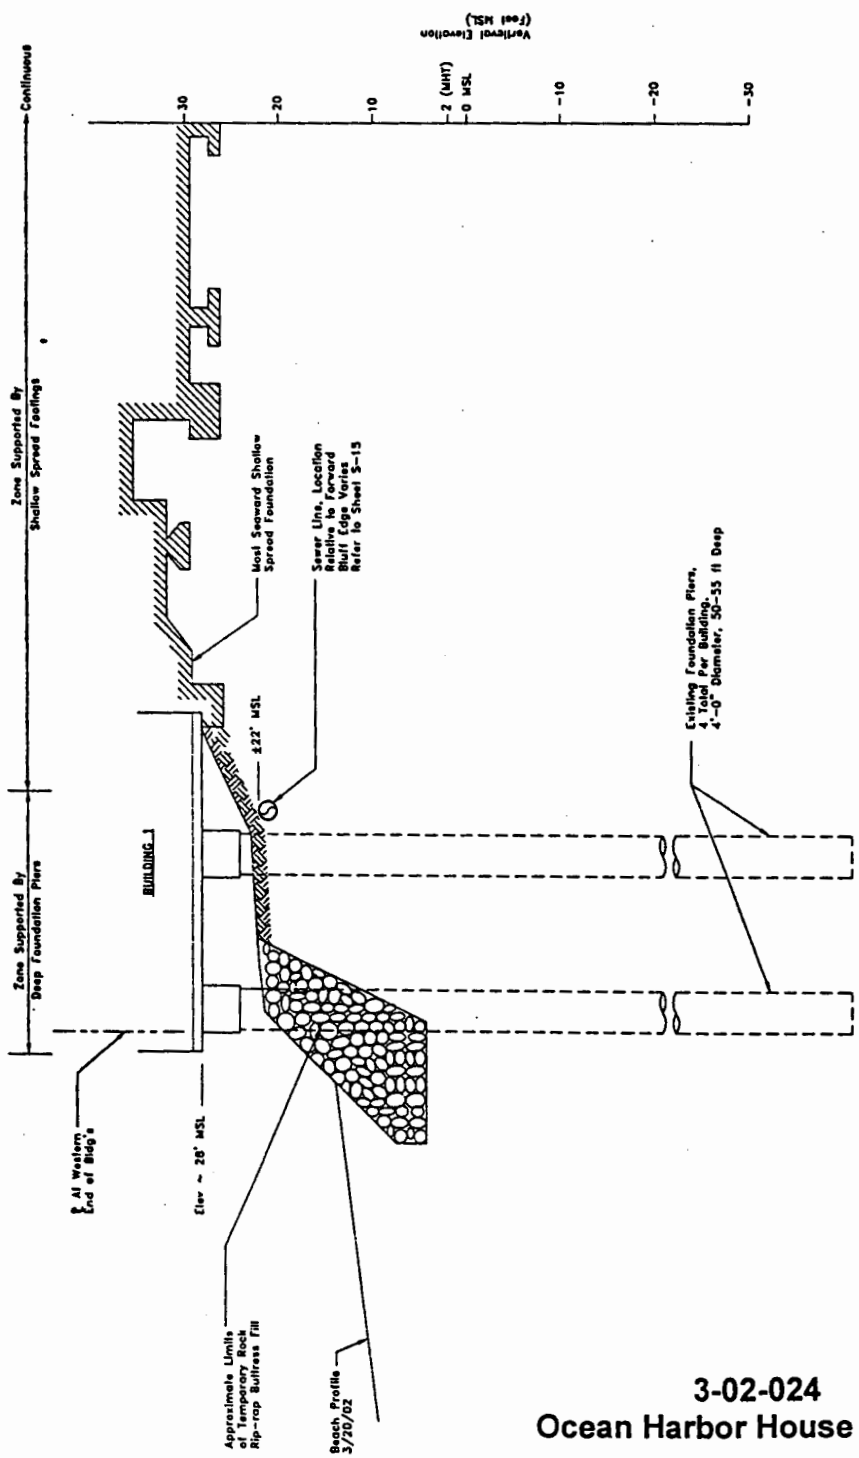 Zone Supported By
Deep Foundation Piers
Zone Supported By
Shallow Spread Footings
Continuous
℄ At Western
End of Bldg's
BUILDING 1
Elev ~ 28' MSL
±22' MSL
Most Seaward Shallow
Spread Foundation
Sewer Line, Location
Relative to Forward
Bluff Edge Varies
Refer to Sheet S-15
Approximate Limits
of Temporary Rock
Rip-rap Buttress Fill
Beach Profile
3/20/02
Existing Foundation Piers,
4 Total Per Building,
4'-0" Diameter, 50-55 ft Deep
30
20
10
2 (MHT)
0 MSL
-10
-20
-30
Vertical Elevation
(Feet MSL)
3-02-024
Ocean Harbor House